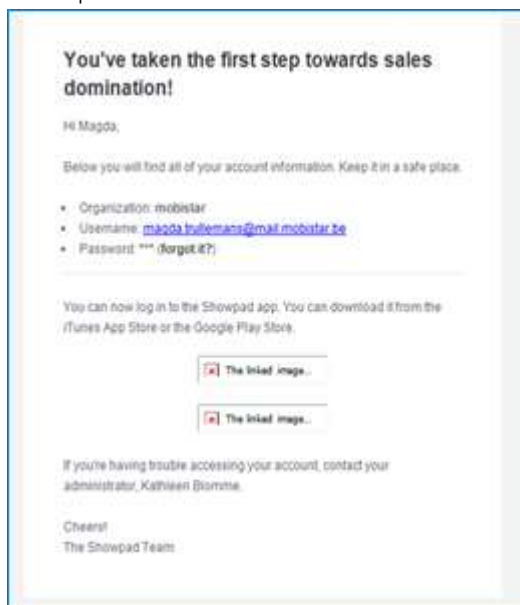 You've taken the first step towards sales
domination!
Hi Magda,
Below you will find all of your account information. Keep it in a safe place.
• Organization: mobistar
• Username: magda.trullemans@mail.mobistar.be
• Password: *** (forgot it?)
You can now log in to the Showpad app. You can download it from the
iTunes App Store or the Google Play Store.
The linked image...
The linked image...
If you're having trouble accessing your account, contact your
administrator, Kathleen Blomme.
Cheers!
The Showpad Team